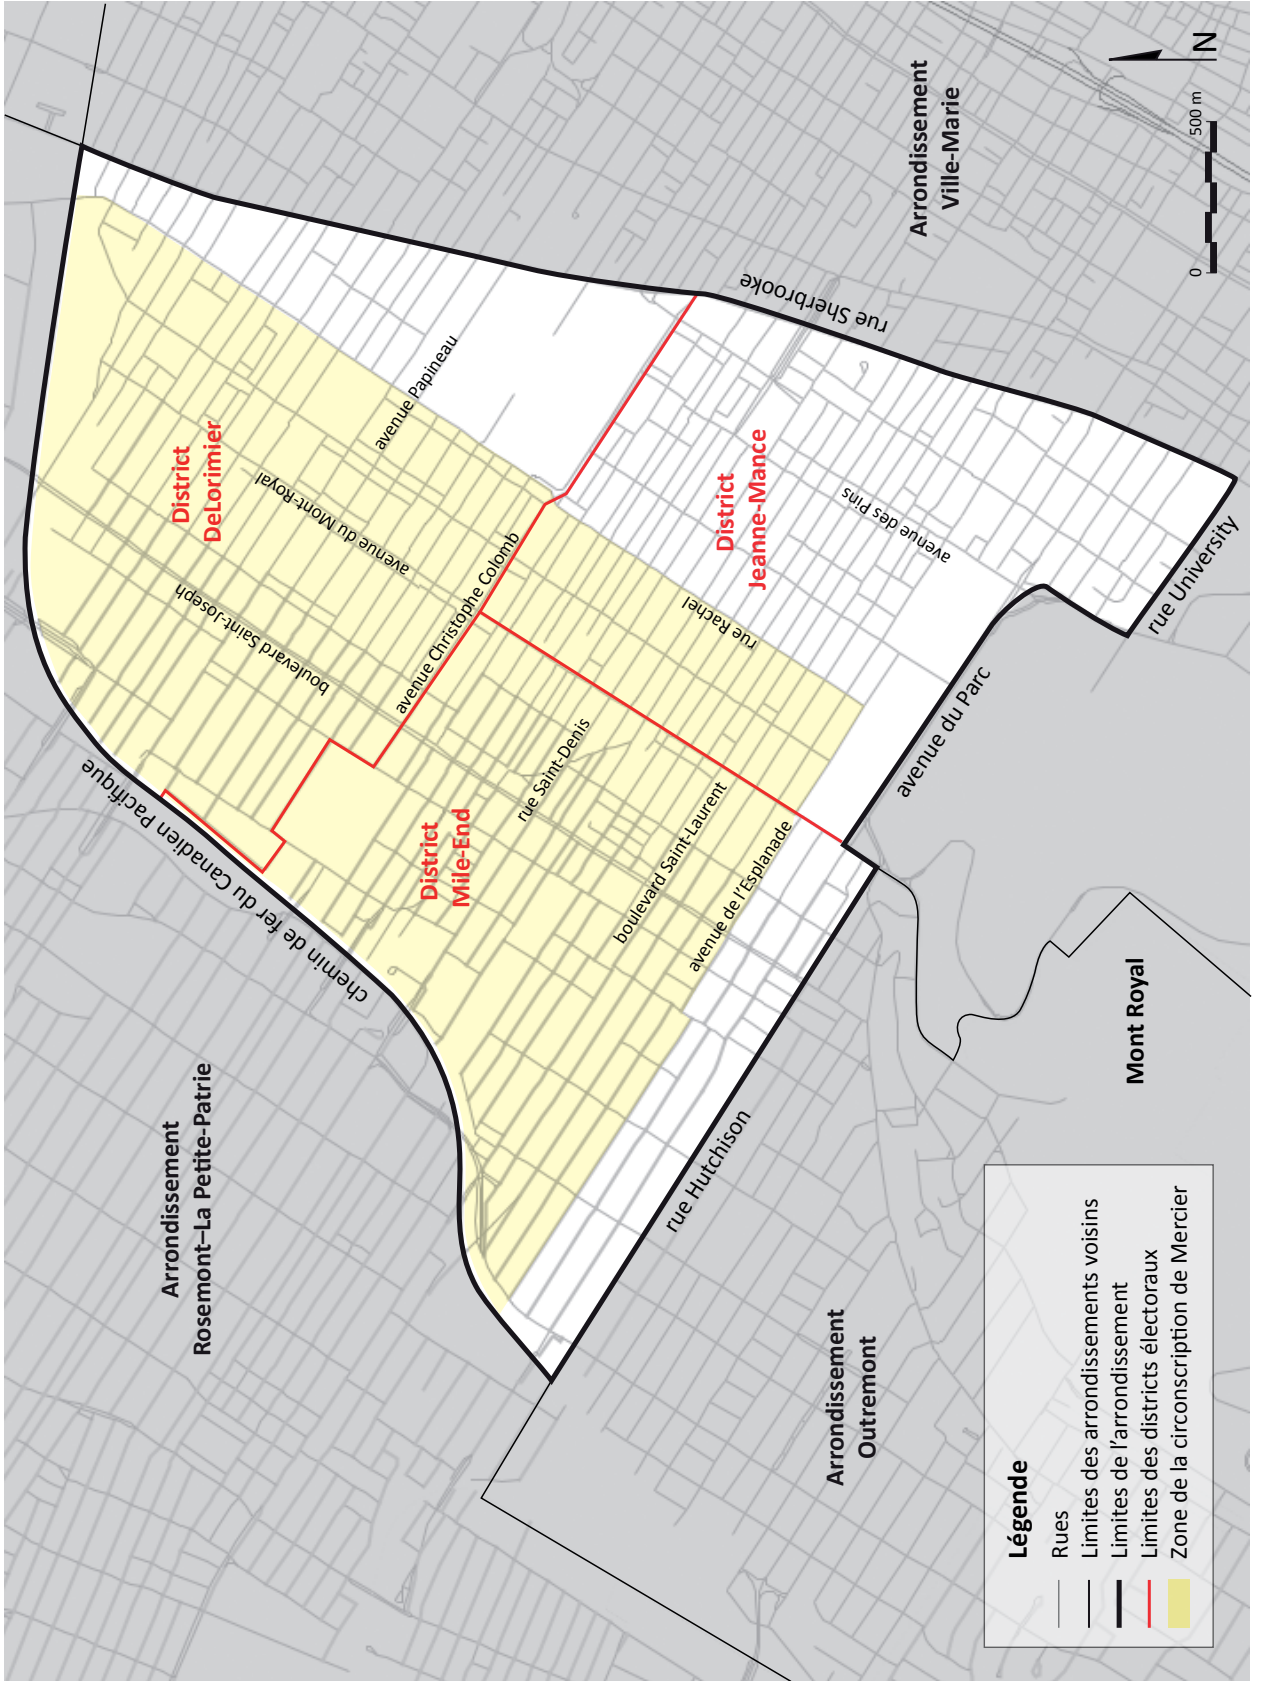 Arrondissement
Rosemont–La Petite-Patrie
chemin de fer du Canadien Pacifique
District
DeLorimier
boulevard Saint-Joseph
avenue du Mont-Royal
avenue Papineau
avenue Christophe Colomb
District
Mile-End
rue Saint-Denis
boulevard Saint-Laurent
avenue de l'Esplanade
rue Rachel
District
Jeanne-Mance
avenue des Pins
rue Sherbrooke
Arrondissement
Ville-Marie
rue Hutchison
avenue du Parc
rue University
Arrondissement
Outremont
Mont Royal
Légende
Rues
Limites des arrondissements voisins
Limites de l'arrondissement
Limites des districts électoraux
Zone de la circonscription de Mercier
0 500 m
N